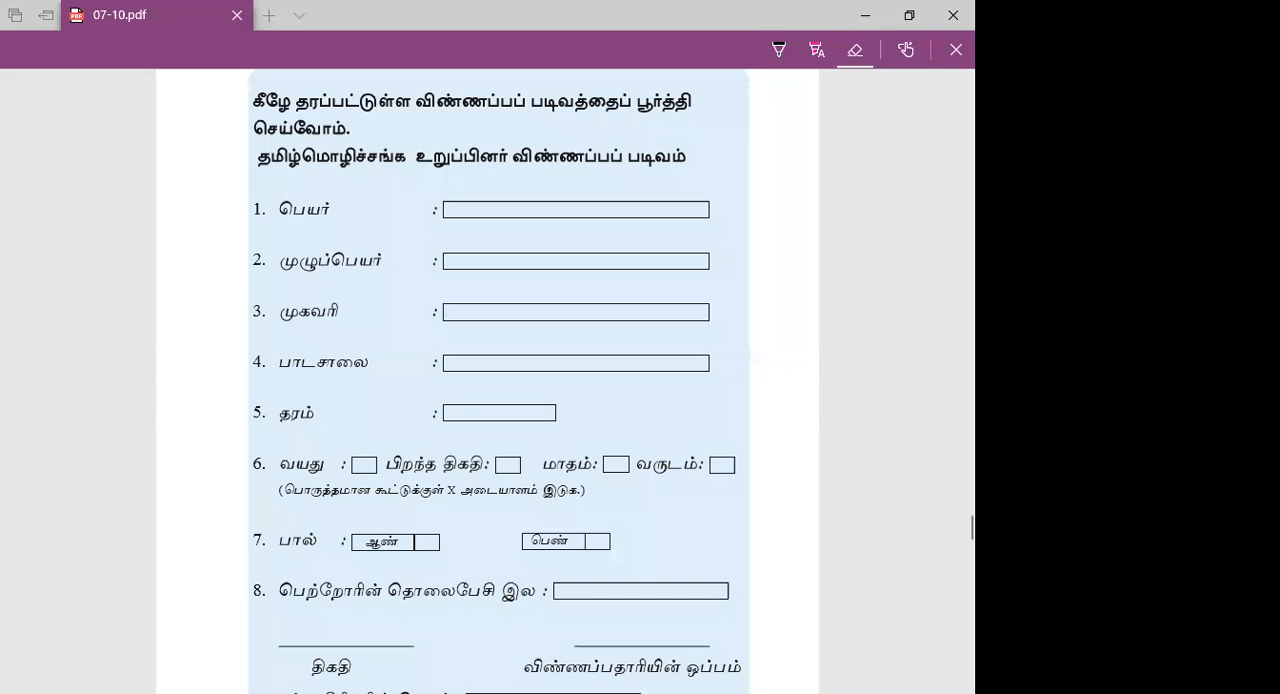 07-10.pdf
கீழே தரப்பட்டுள்ள விண்ணப்பப் படிவத்தைப் பூர்த்தி
செய்வோம்.
தமிழ்மொழிச்சங்க உறுப்பினர் விண்ணப்பப் படிவம்
1. பெயர் :
2. முழுப்பெயர் :
3. முகவரி :
4. பாடசாலை :
5. தரம் :
6. வயது : பிறந்த திகதி: மாதம்: வருடம்:
(பொருத்தமான கூட்டுக்குள் X அடையாளம் இடுக.)
7. பால் : ஆண் பெண்
8. பெற்றோரின் தொலைபேசி இல :
திகதி விண்ணப்பதாரியின் ஒப்பம்